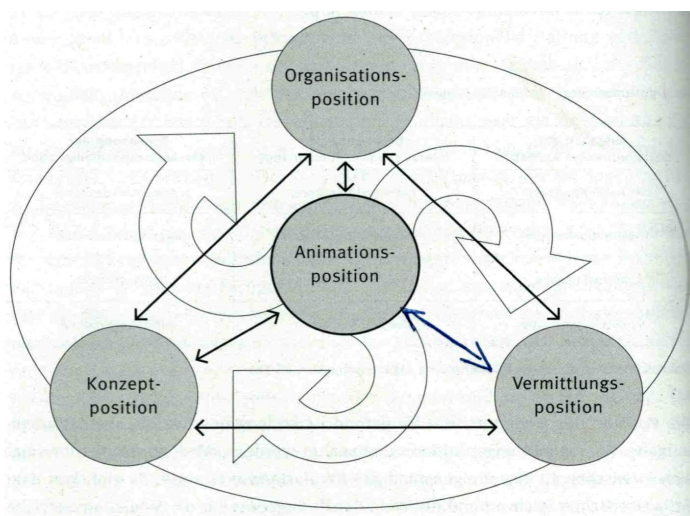 Organisations-
position
Animations-
position
Konzept-
position
Vermittlungs-
position